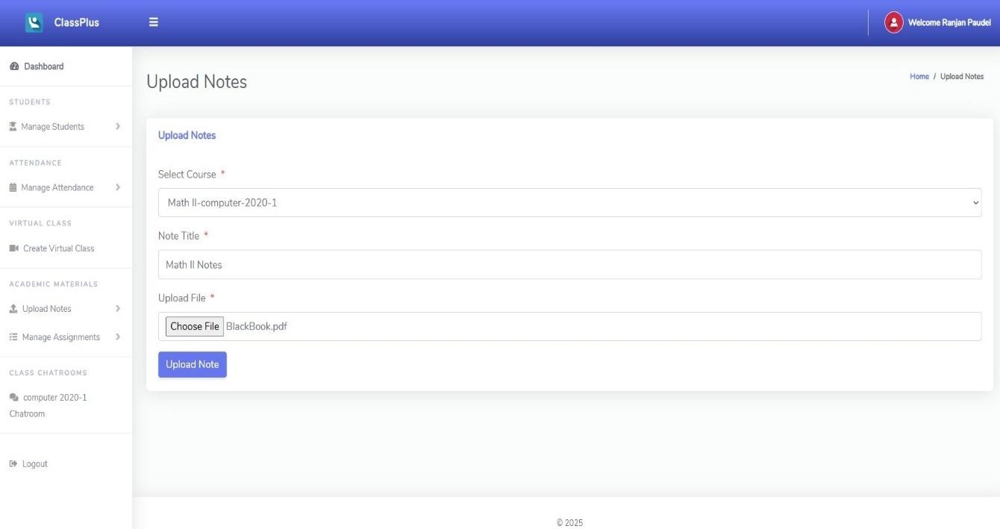 ClassPlus
Welcome Ranjan Paudel
Dashboard
STUDENTS
Manage Students
ATTENDANCE
Manage Attendance
VIRTUAL CLASS
Create Virtual Class
ACADEMIC MATERIALS
Upload Notes
Manage Assignments
CLASS CHATROOMS
computer 2020-1
Chatroom
Logout
Upload Notes
Home / Upload Notes
Upload Notes
Select Course *
Math II-computer-2020-1
Note Title *
Math II Notes
Upload File *
Choose File BlackBook.pdf
Upload Note
© 2025